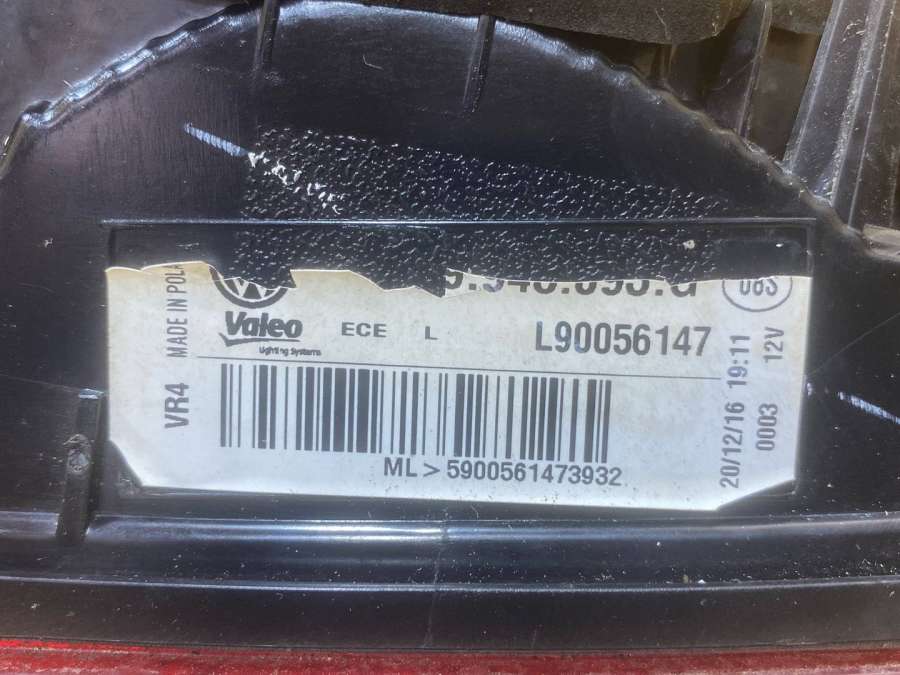 MADE IN POLA
VR4
Valeo
Lighting Systems
ECE L
L90056147
ML>5900561473932
20/12/16 19:11
0003 12V